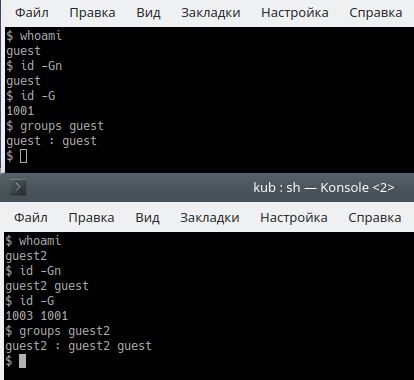 Файл Правка Вид Закладки Настройка Справка
$ whoami
guest
$ id -Gn
guest
$ id -G
1001
$ groups guest
guest : guest
$
kub : sh — Konsole <2>
Файл Правка Вид Закладки Настройка Справка
$ whoami
guest2
$ id -Gn
guest2 guest
$ id -G
1003 1001
$ groups guest2
guest2 : guest2 guest
$